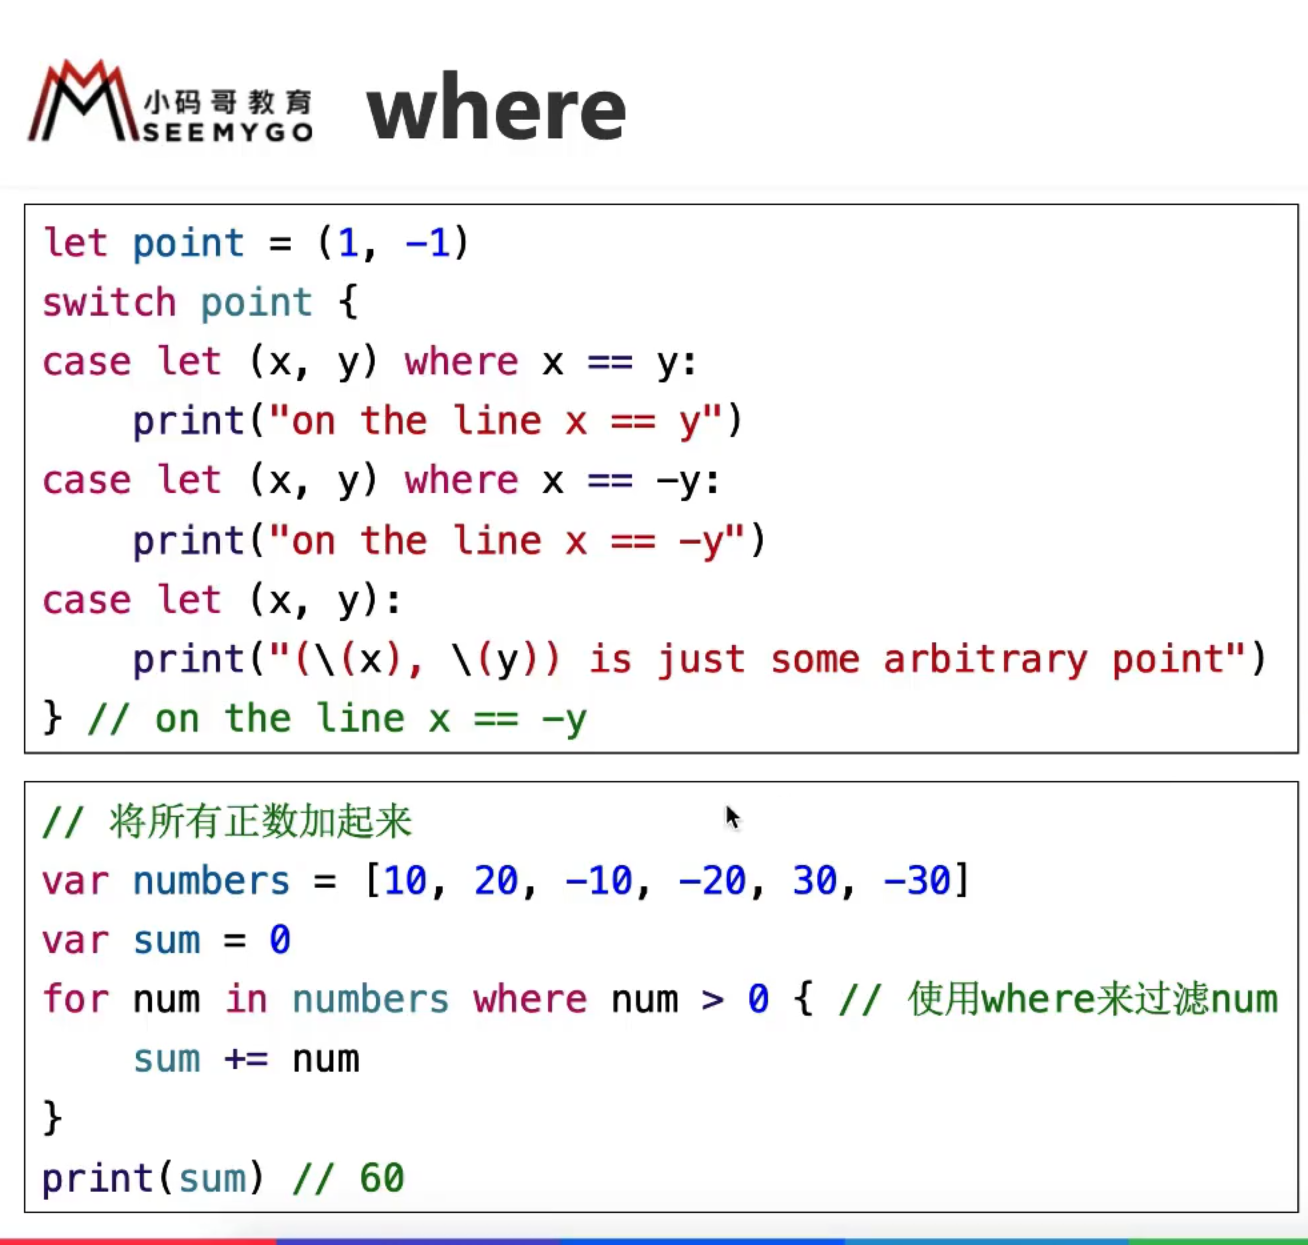 小码哥教育
SEEMYGO
where
let point = (1, -1)
switch point {
case let (x, y) where x == y:
    print("on the line x == y")
case let (x, y) where x == -y:
    print("on the line x == -y")
case let (x, y):
    print("(\(x), \(y)) is just some arbitrary point")
} // on the line x == -y
// 将所有正数加起来
var numbers = [10, 20, -10, -20, 30, -30]
var sum = 0
for num in numbers where num > 0 { // 使用where来过滤num
    sum += num
}
print(sum) // 60